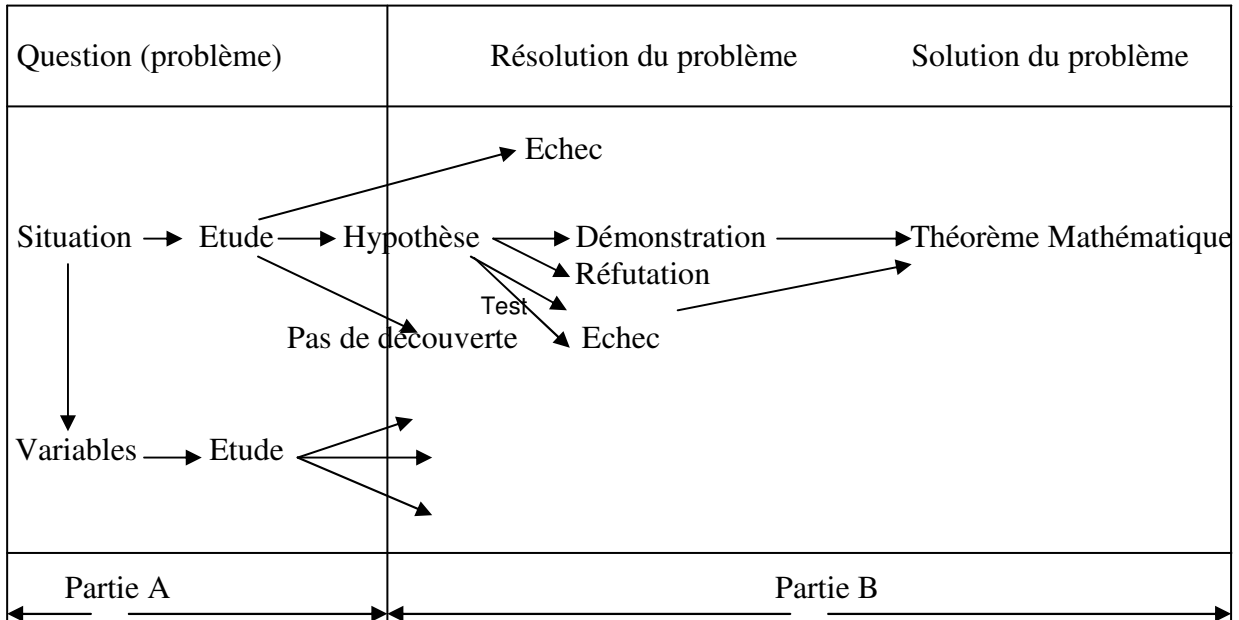 Question (problème) Résolution du problème Solution du problème
Echec
Situation Etude Hypothèse Démonstration Théorème Mathématique
Réfutation
Test
Pas de découverte Echec
Variables Etude
Partie A Partie B